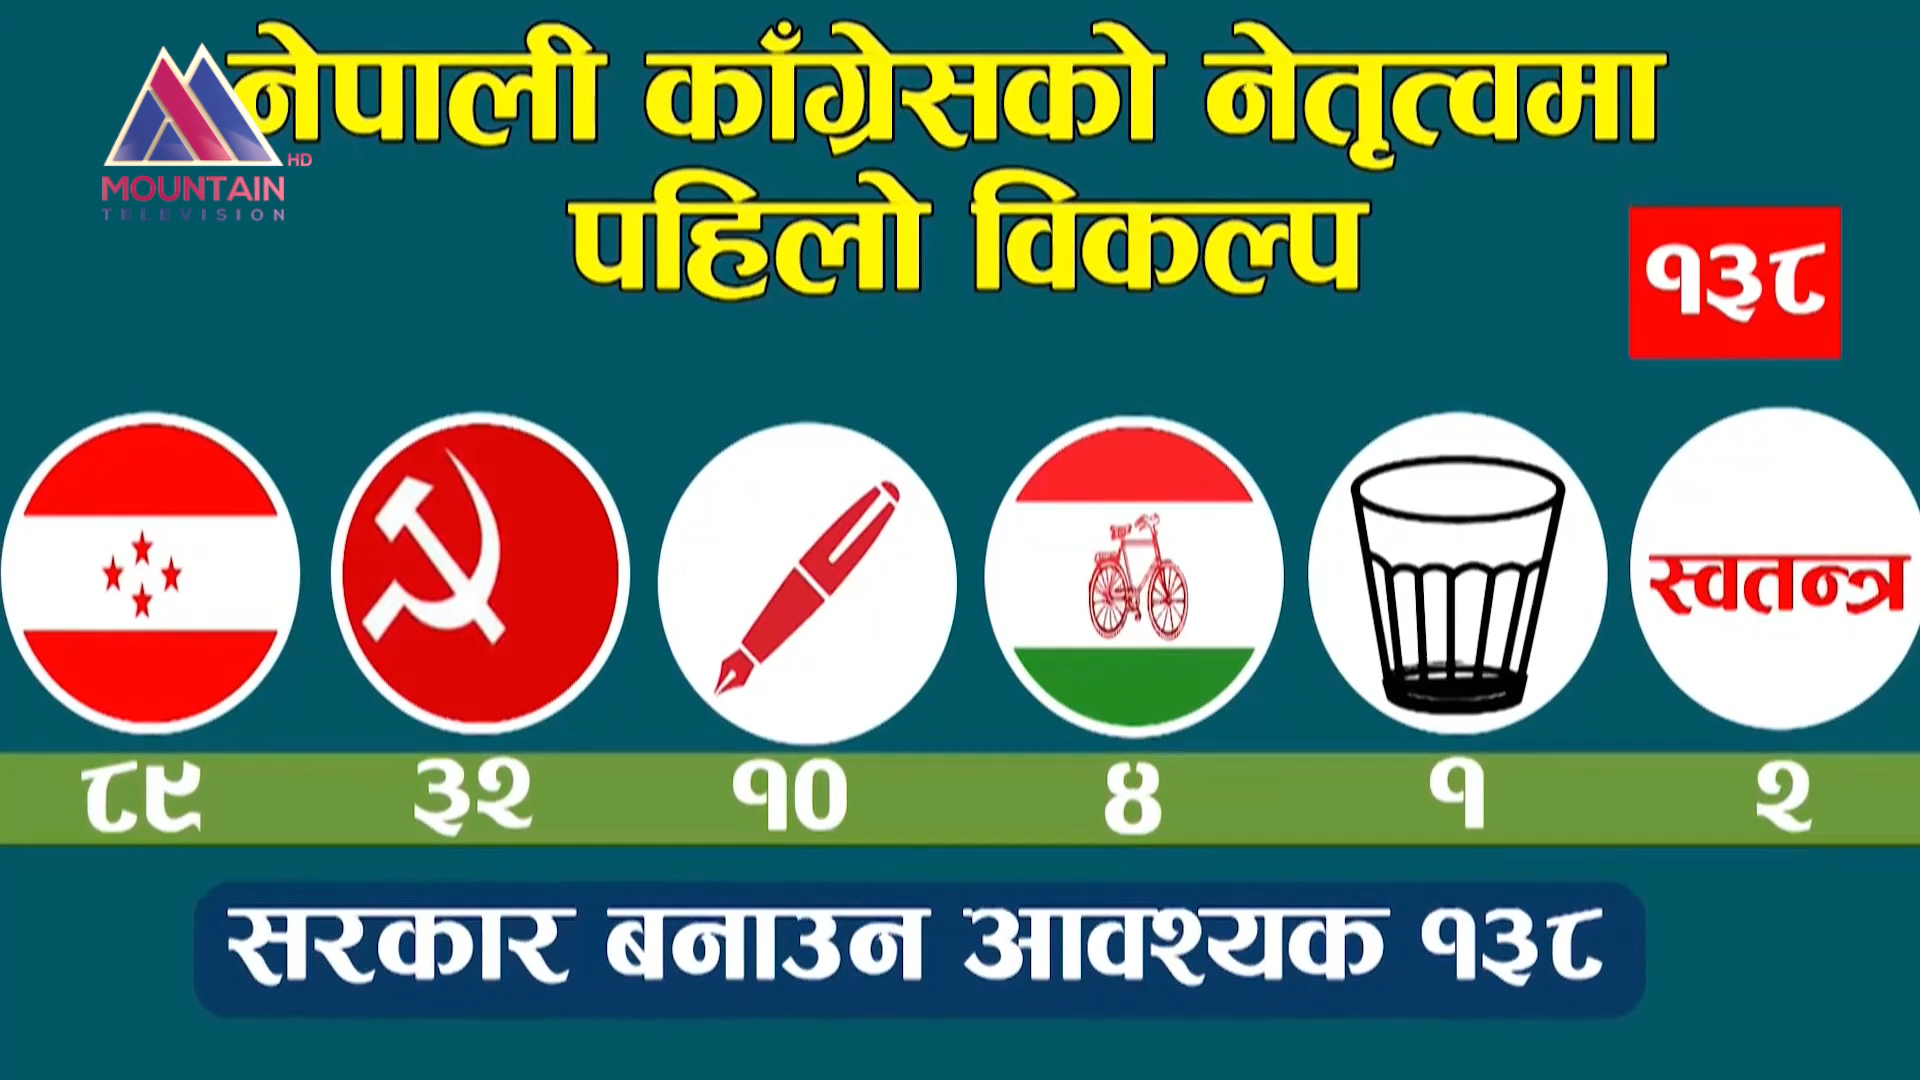 नेपाली काँग्रेसको नेतृत्वमा
पहिलो विकल्प
HD
MOUNTAIN
TELEVISION
१३८
स्वतन्त्र
८९ ३२ १० ४ १ २
सरकार बनाउन आवश्यक १३८